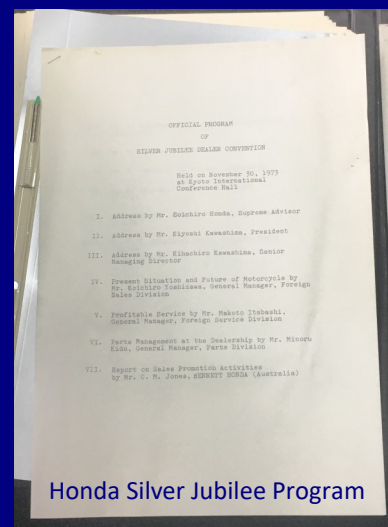 OFFICIAL PROGRAM
OF
SILVER JUBILEE DEALER CONVENTION
Held on November 30, 1973
at Kyoto International
Conference Hall
I. Address by Mr. Soichiro Honda, Supreme Advisor
II. Address by Mr. Kiyoshi Kawashima, President
III. Address by Mr. Kihachiro Kawashima, Senior
Managing Director
IV. Present Situation and Future of Motorcycle by
Mr. Koichiro Yoshizawa, General Manager, Foreign
Sales Division
V. Profitable Service by Mr. Makoto Itabashi,
General Manager, Foreign Service Division
VI. Parts Management at the Dealership by Mr. Minoru
General Manager, Parts Division
VII. Report on Sales Promotion Activities
by Mr. C. M. Jones, BENNETT HONDA (Australia)
Honda Silver Jubilee Program